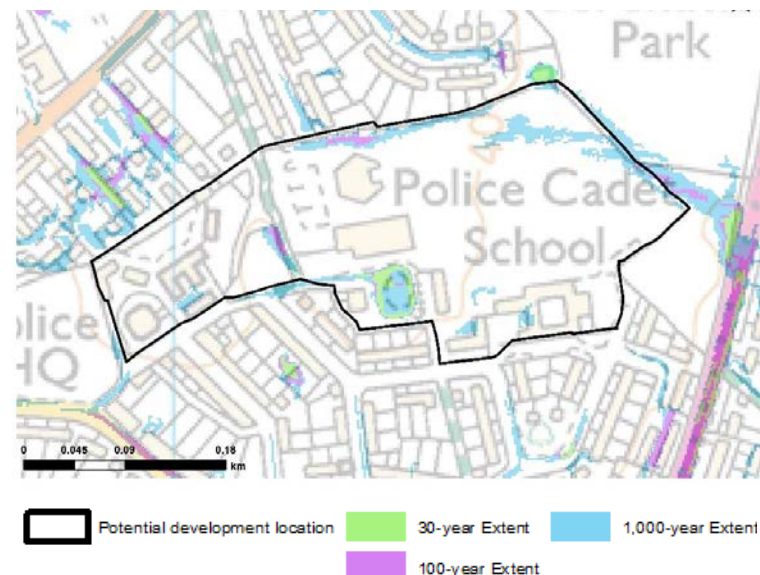 Park
40
Police Cadet
School
olice
HQ
0 0.045 0.09 0.18
km
Potential development location 30-year Extent 1,000-year Extent
100-year Extent